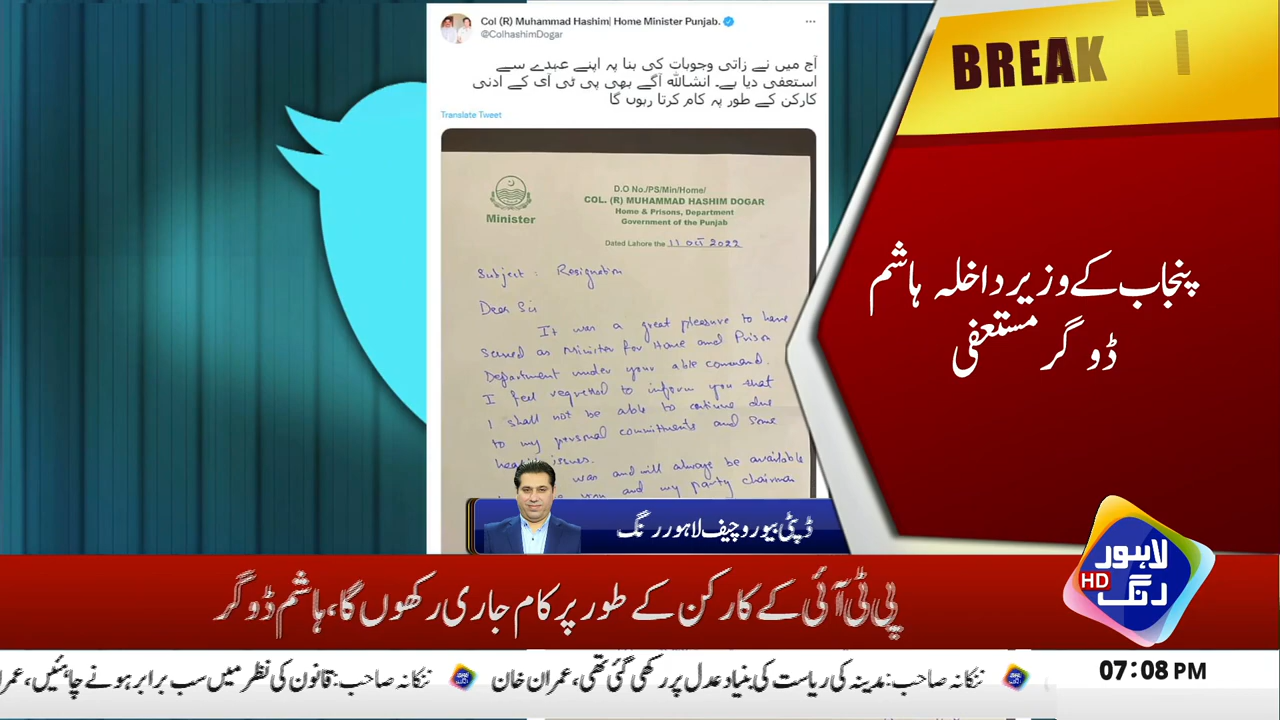 Col (R) Muhammad Hashim| Home Minister Punjab.
@ColhashimDogar
آج میں نے زاتی وجوہات کی بنا پہ اپنے عہدے سے
استعفی دیا ہے۔ انشاللہ آگے بھی پی ٹی آی کے ادنی
کارکن کے طور پہ کام کرتا رہوں گا
Translate Tweet
Minister
D.O No./PS/Min/Home/
COL. (R) MUHAMMAD HASHIM DOGAR
Home & Prisons, Department
Government of the Punjab
Dated Lahore the 11 Oct 2022
Subject: Resignation
Dear Sir
It was a great pleasure to have
served as Minister for Home and Prison
Department under your able command.
I feel regretted to inform you that
I shall not be able to continue due
to my personal commitments and some
issues.
was and will always be available
you and my party chairman
BREAK
پنجاب کے وزیر داخلہ ہاشم
ڈوگر مستعفی
ڈپٹی بیورو چیف لاہور رنگ
پی ٹی آئی کے کارکن کے طور پر کام جاری رکھوں گا، ہاشم ڈوگر
لاہور
رنگ
HD
ننکانہ صاحب: مدینہ کی ریاست کی بنیاد عدل پر رکھی گئی تھی، عمران خان
ننکانہ صاحب: قانون کی نظر میں سب برابر ہونے چاہئیں،
07:08 PM